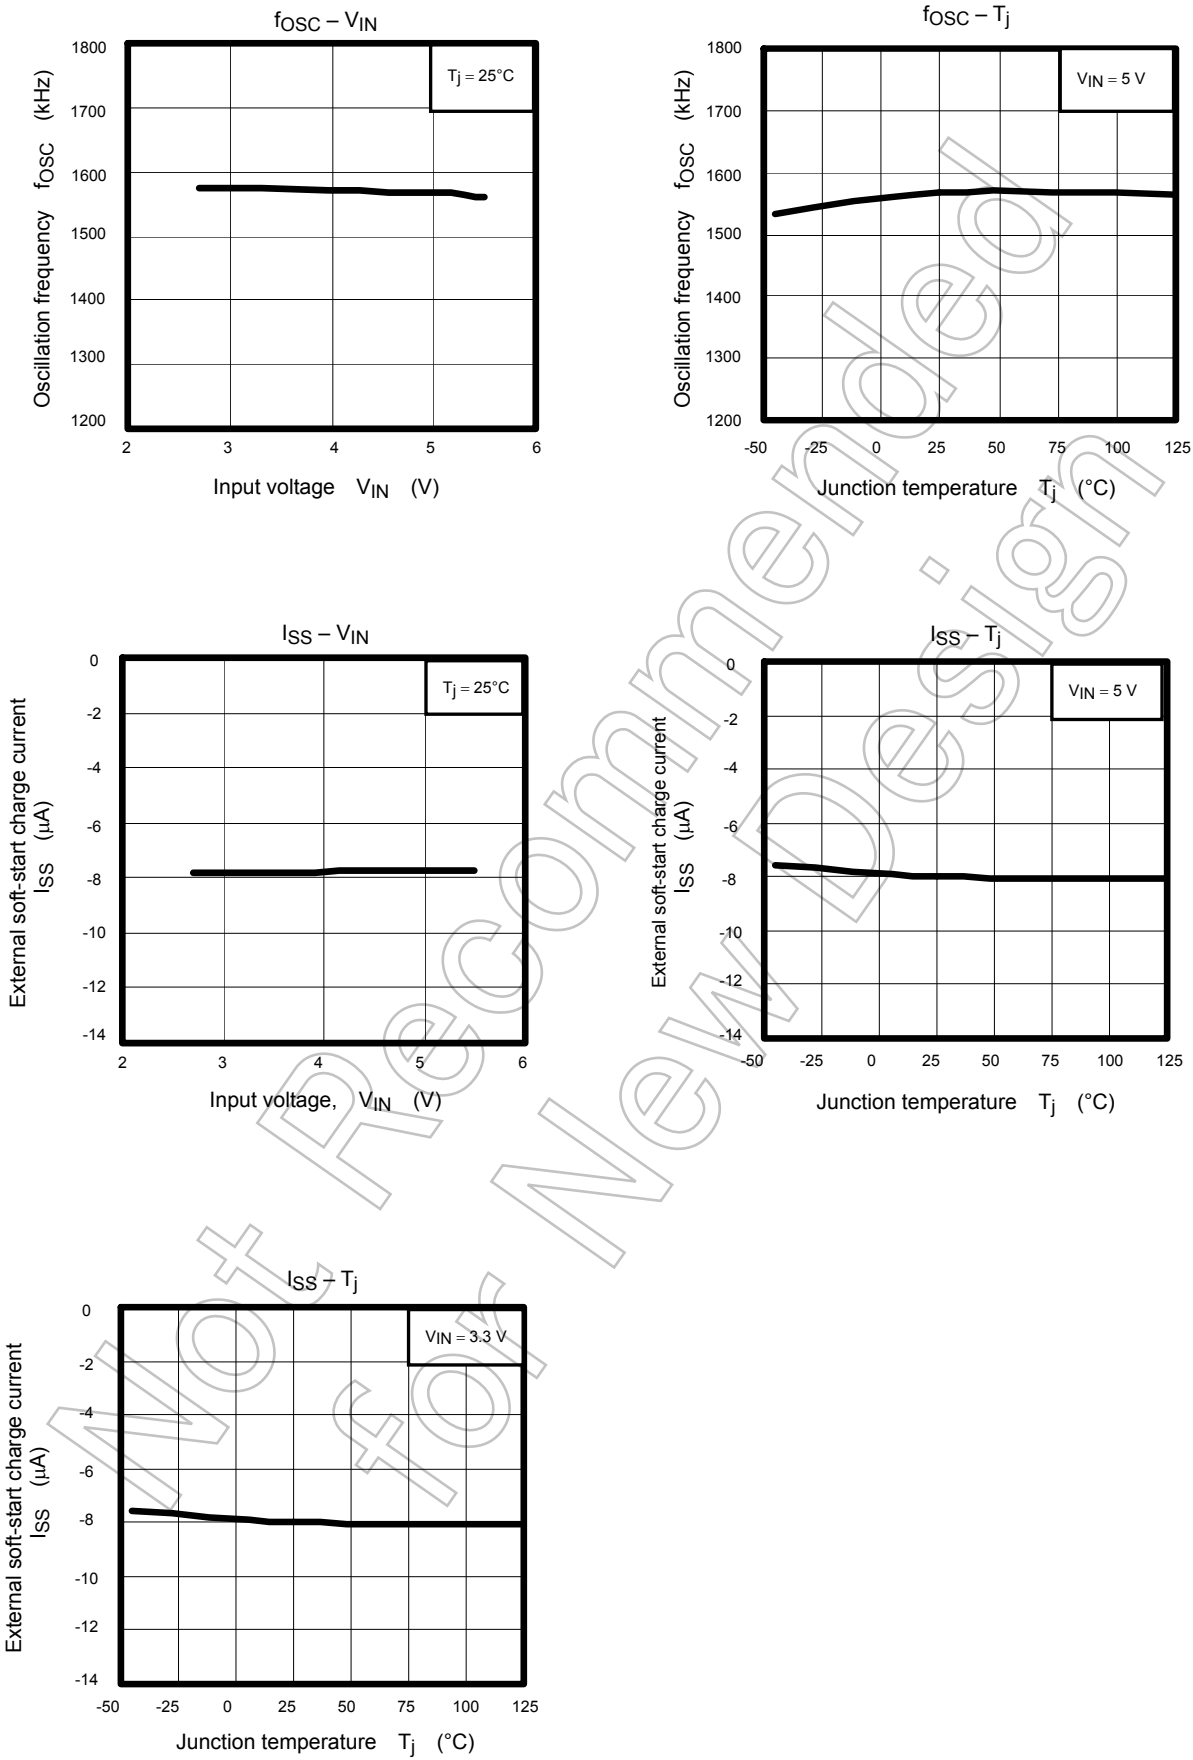 fOSC – VIN
Oscillation frequency fOSC (kHz)
1800
1700
1600
1500
1400
1300
1200
Tj = 25°C
2 3 4 5 6
Input voltage VIN (V)
fOSC – Tj
Oscillation frequency fOSC (kHz)
1800
1700
1600
1500
1400
1300
1200
VIN = 5 V
-50 -25 0 25 50 75 100 125
Junction temperature Tj (°C)
ISS – VIN
External soft-start charge current
ISS (μA)
0
-2
-4
-6
-8
-10
-12
-14
Tj = 25°C
2 3 4 5 6
Input voltage, VIN (V)
ISS – Tj
External soft-start charge current
ISS (μA)
0
-2
-4
-6
-8
-10
-12
-14
VIN = 5 V
-50 -25 0 25 50 75 100 125
Junction temperature Tj (°C)
ISS – Tj
External soft-start charge current
ISS (μA)
0
-2
-4
-6
-8
-10
-12
-14
VIN = 3.3 V
-50 -25 0 25 50 75 100 125
Junction temperature Tj (°C)
Not Recommended
for New Design